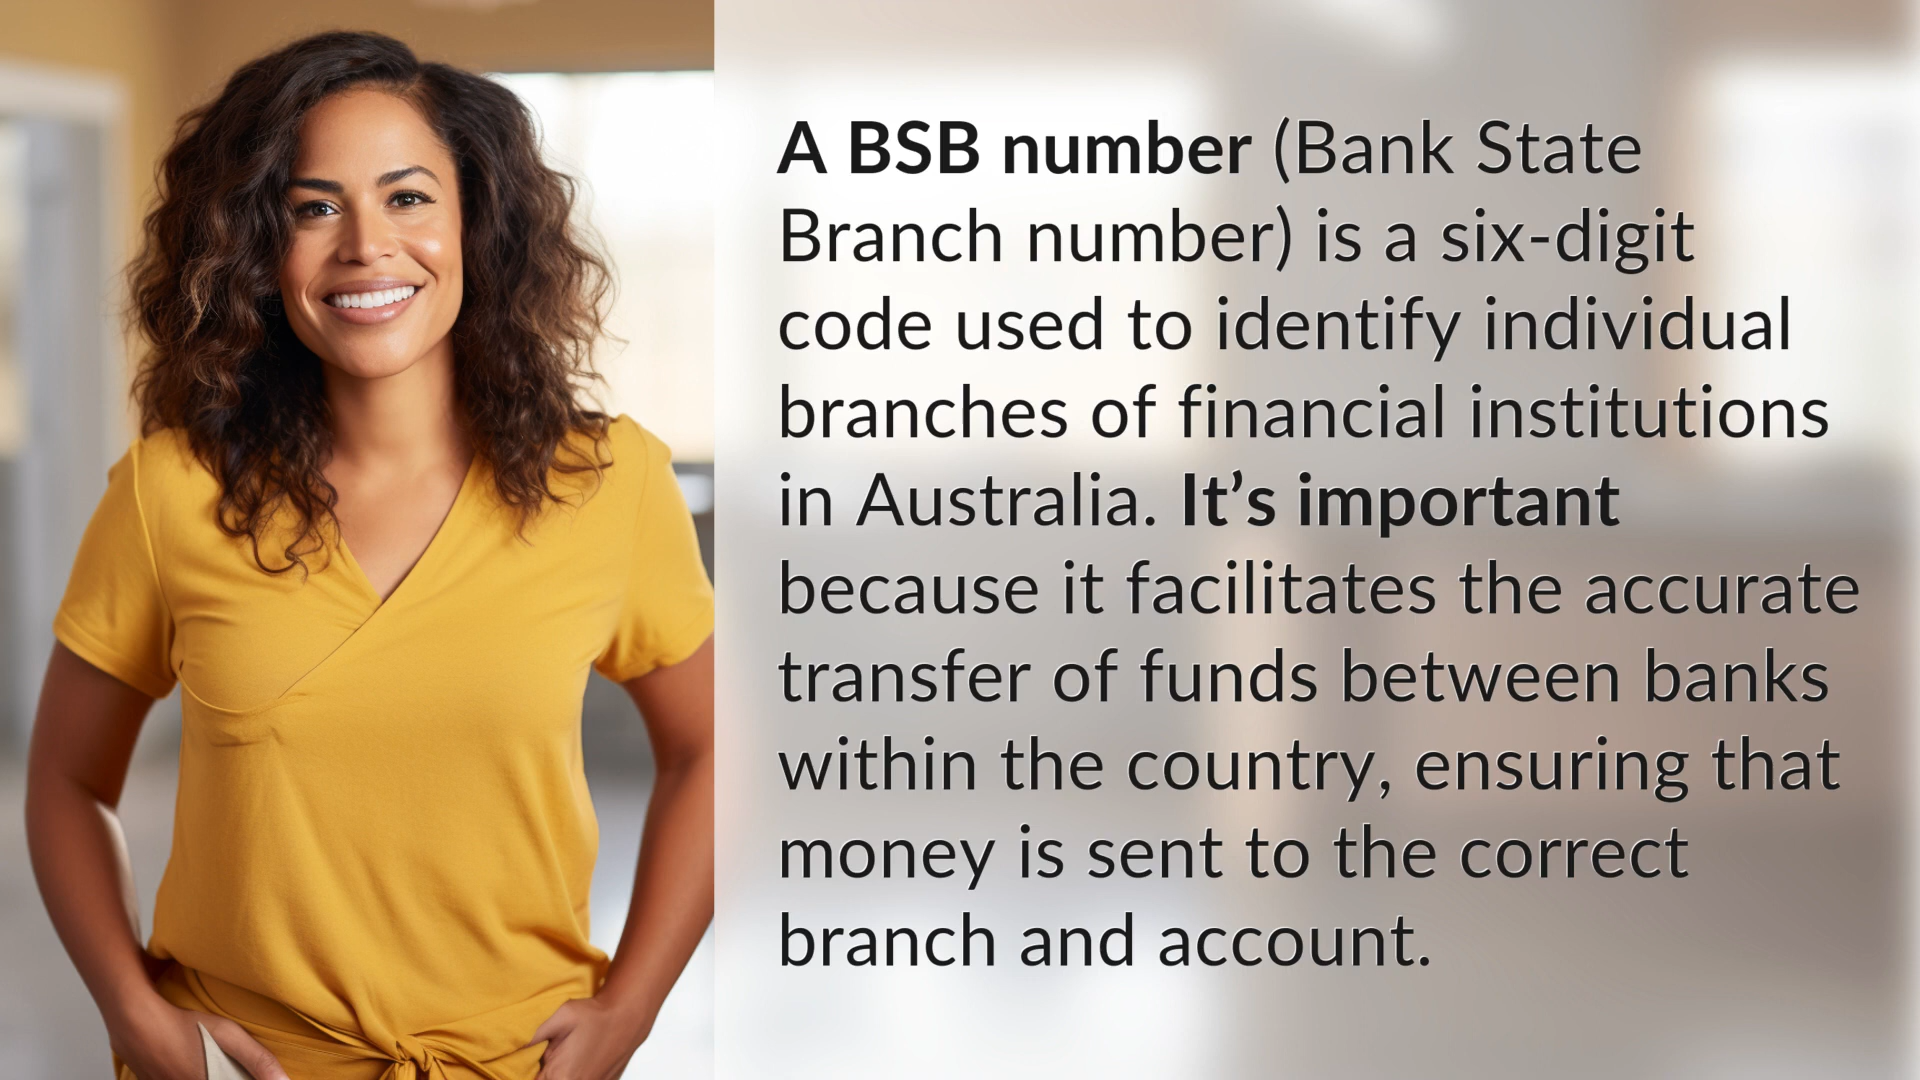 A BSB number (Bank State
Branch number) is a six-digit
code used to identify individual
branches of financial institutions
in Australia. It’s important
because it facilitates the accurate
transfer of funds between banks
within the country, ensuring that
money is sent to the correct
branch and account.